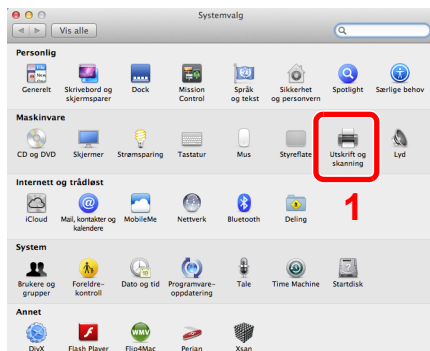 Systemvalg
Vis alle
Personlig
Generelt Skrivebord og skjermsparer Dock Mission Control Språk og tekst Sikkerhet og personvern Spotlight Særlige behov
Maskinvare
CD og DVD Skjermer Strømsparing Tastatur Mus Styreflate Utskrift og skanning Lyd
1
Internett og trådløst
iCloud Mail, kontakter og kalendere MobileMe Nettverk Bluetooth Deling
System
Brukere og grupper Foreldre-kontroll Dato og tid Programvare-oppdatering Tale Time Machine Startdisk
Annet
WMV
DivX Flash Player Flip4Mac Perian Xsan